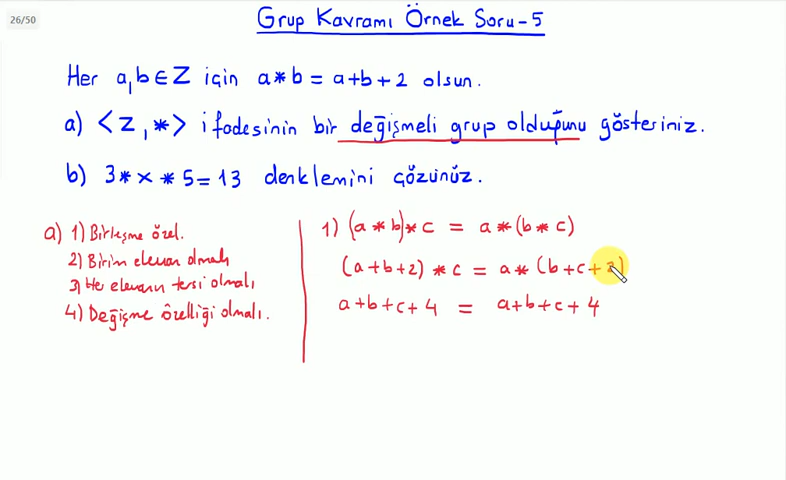 26/50
Grup Kavramı Örnek Soru-5
Her a,b∈Z için a*b = a+b+2 olsun.
a) <Z,*> ifadesinin bir değişmeli grup olduğunu gösteriniz.
b) 3*x*5=13 denklemini çözünüz.
a) 1) Birleşme özel.
2) Birim eleman olmalı
3) Her elemanın tersi olmalı
4) Değişme özelliği olmalı.
1) (a*b)*c = a*(b*c)
(a+b+2)*c = a*(b+c+2)
a+b+c+4 = a+b+c+4